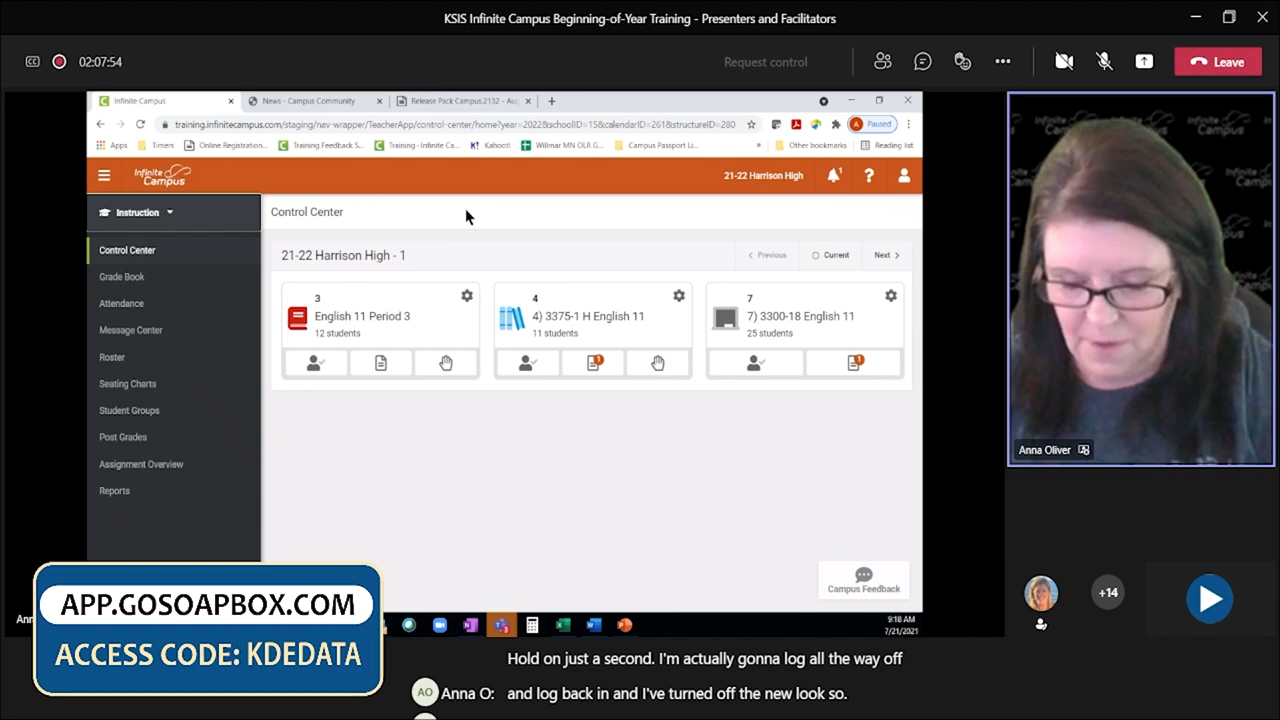 KSIS Infinite Campus Beginning-of-Year Training - Presenters and Facilitators
CC
02:07:54
Request control
Leave
Infinite Campus
News - Campus Community
Release Pack Campus.2132 - Au
training.infinitecampus.com/staging/nav-wrapper/TeacherApp/control-center/home?year=2022&schoolID=15&calendarID=261&structureID=280
A
Paused
Apps
Timers
Online Registration...
Training Feedback S...
Training - Infinite Ca...
Kahoot!
Willmar MN OLR G...
Campus Passport Li...
»
Other bookmarks
Reading list
Infinite
Campus
21-22 Harrison High
1
?
Instruction
Control Center
Grade Book
Attendance
Message Center
Roster
Seating Charts
Student Groups
Post Grades
Assignment Overview
Reports
Control Center
21-22 Harrison High - 1
Previous
Current
Next
3
English 11 Period 3
12 students
4
4) 3375-1 H English 11
11 students
1
7
7) 3300-18 English 11
25 students
1
Campus Feedback
9:18 AM
7/21/2021
Anna Oliver
+14
An
APP.GOSOAPBOX.COM
ACCESS CODE: KDEDATA
Hold on just a second. I'm actually gonna log all the way off
AO
Anna O: and log back in and I've turned off the new look so.